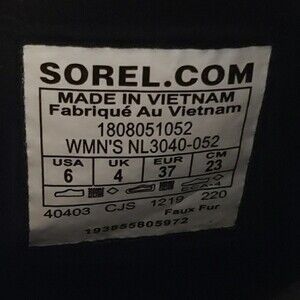 SOREL.COM
MADE IN VIETNAM
Fabriqué Au Vietnam
1808051052
WMN'S NL3040-052
USA UK EUR CM
6 4 37 23
40403 CJS 1219 220
Faux Fur
193855805972